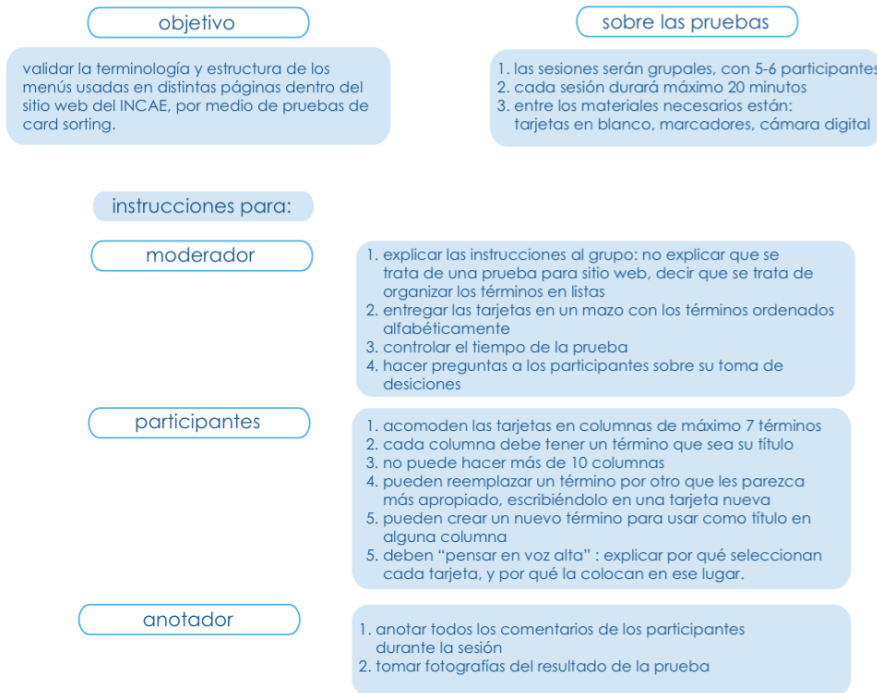 objetivo
validar la terminología y estructura de los
menús usadas en distintas páginas dentro del
sitio web del INCAE, por medio de pruebas de
card sorting.
sobre las pruebas
1. las sesiones serán grupales, con 5-6 participantes
2. cada sesión durará máximo 20 minutos
3. entre los materiales necesarios están:
tarjetas en blanco, marcadores, cámara digital
instrucciones para:
moderador
1. explicar las instrucciones al grupo: no explicar que se
trata de una prueba para sitio web, decir que se trata de
organizar los términos en listas
2. entregar las tarjetas en un mazo con los términos ordenados
alfabéticamente
3. controlar el tiempo de la prueba
4. hacer preguntas a los participantes sobre su toma de
desiciones
participantes
1. acomoden las tarjetas en columnas de máximo 7 términos
2. cada columna debe tener un término que sea su título
3. no puede hacer más de 10 columnas
4. pueden reemplazar un término por otro que les parezca
más apropiado, escribiéndolo en una tarjeta nueva
5. pueden crear un nuevo término para usar como título en
alguna columna
5. deben “pensar en voz alta” : explicar por qué seleccionan
cada tarjeta, y por qué la colocan en ese lugar.
anotador
1. anotar todos los comentarios de los participantes
durante la sesión
2. tomar fotografías del resultado de la prueba